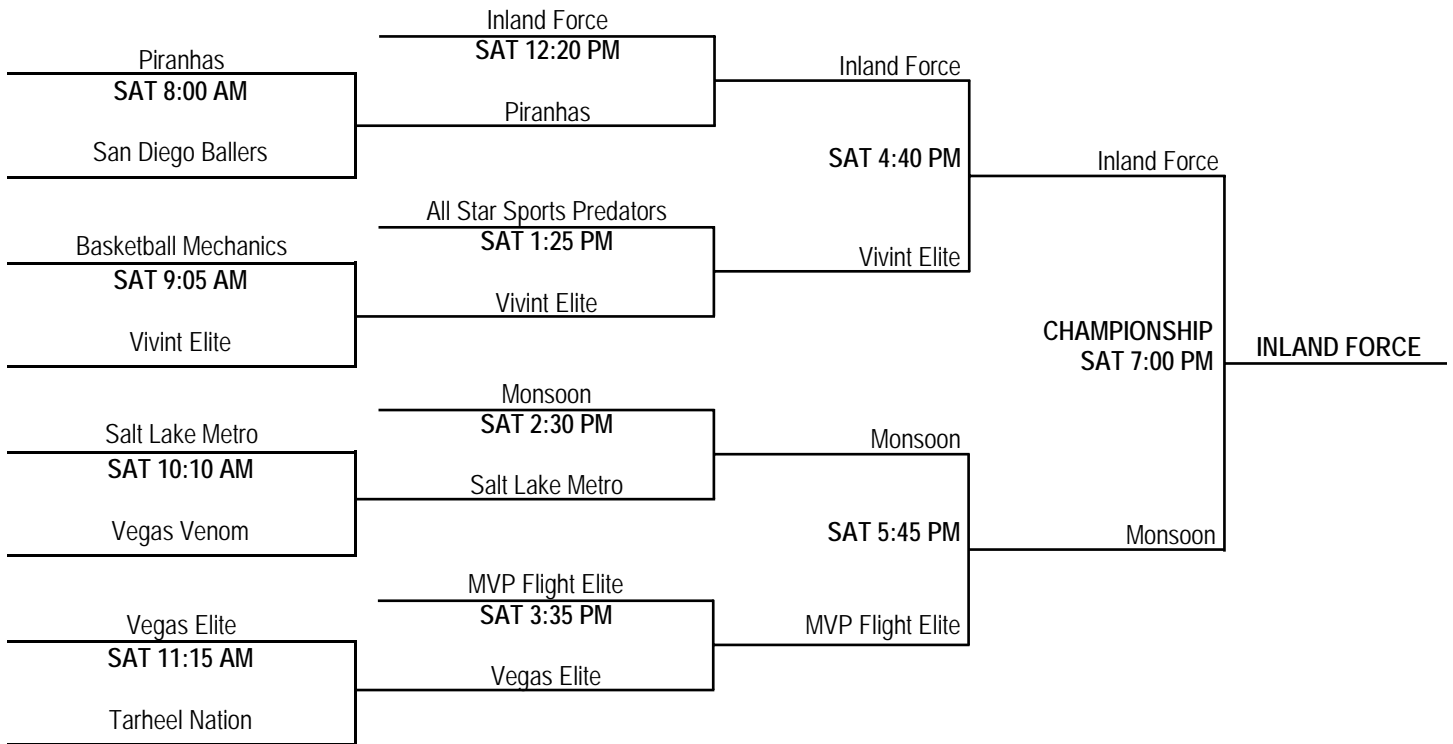 Inland Force
SAT 12:20 PM
Piranhas
Piranhas
SAT 8:00 AM
San Diego Ballers
Inland Force
SAT 4:40 PM
Inland Force
All Star Sports Predators
SAT 1:25 PM
Vivint Elite
Basketball Mechanics
SAT 9:05 AM
Vivint Elite
Vivint Elite
CHAMPIONSHIP
SAT 7:00 PM
INLAND FORCE
Monsoon
SAT 2:30 PM
Salt Lake Metro
Salt Lake Metro
SAT 10:10 AM
Vegas Venom
Monsoon
SAT 5:45 PM
Monsoon
MVP Flight Elite
SAT 3:35 PM
Vegas Elite
MVP Flight Elite
Vegas Elite
SAT 11:15 AM
Tarheel Nation